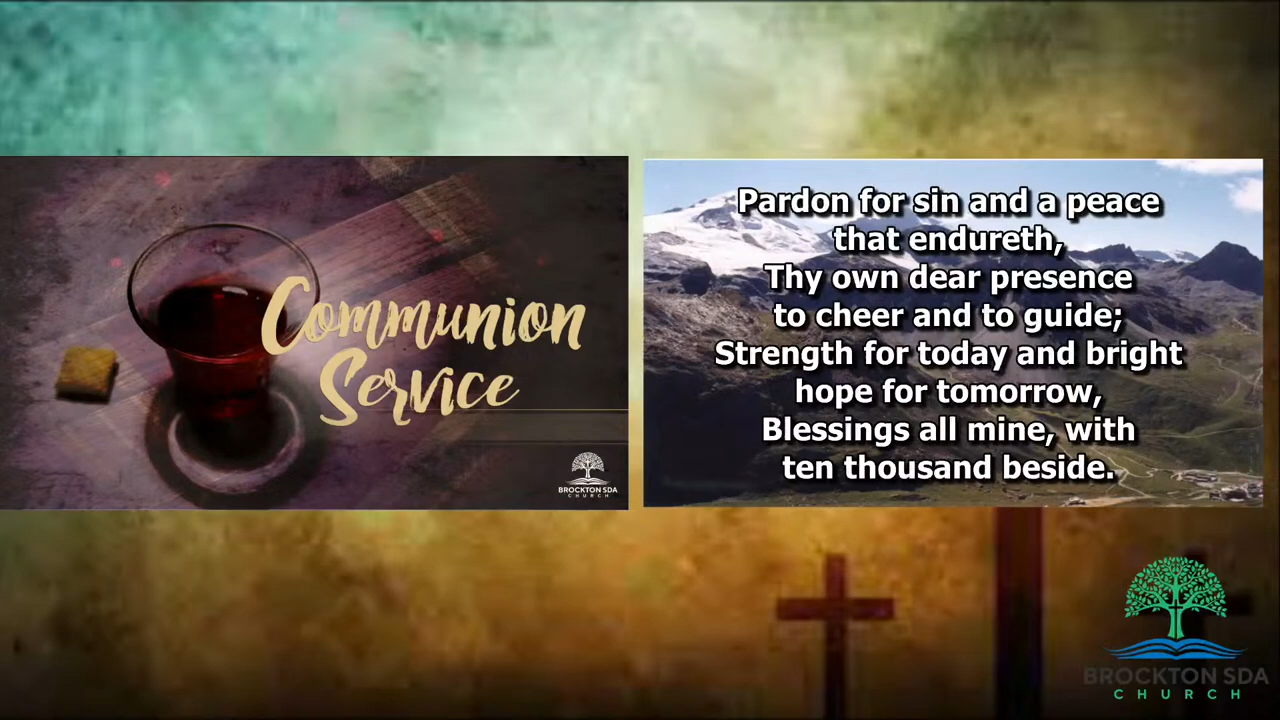 Communion
Service
BROCKTON SDA
CHURCH
Pardon for sin and a peace
that endureth,
Thy own dear presence
to cheer and to guide;
Strength for today and bright
hope for tomorrow,
Blessings all mine, with
ten thousand beside.
BROCKTON SDA
CHURCH